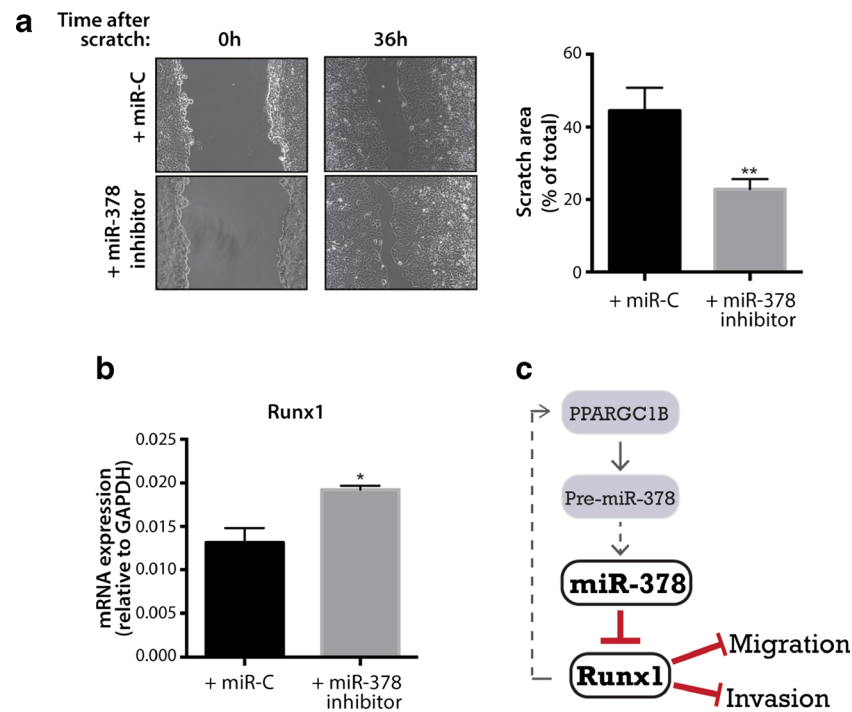 a
Time after
scratch:
0h
36h
+ miR-C
+ miR-378
inhibitor
Scratch area
(% of total)
60
40
20
0
**
+ miR-C
+ miR-378
inhibitor
b
Runx1
mRNA expression
(relative to GAPDH)
0.025
0.020
0.015
0.010
0.005
0.000
*
+ miR-C
+ miR-378
inhibitor
c
PPARGC1B
Pre-miR-378
miR-378
Runx1
Migration
Invasion